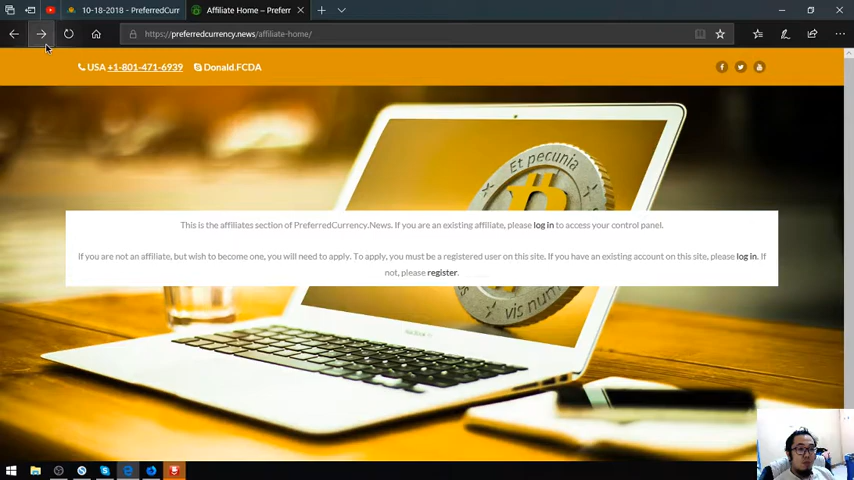 10-18-2018 - PreferredCurr
Affiliate Home – Preferr
https://preferredcurrency.news/affiliate-home/
USA +1-801-471-6939 Donald.FCDA
Et pecunia
This is the affiliates section of PreferredCurrency.News. If you are an existing affiliate, please log in to access your control panel.
If you are not an affiliate, but wish to become one, you will need to apply. To apply, you must be a registered user on this site. If you have an existing account on this site, please log in. If
not, please register.
vis num
MacBook Air